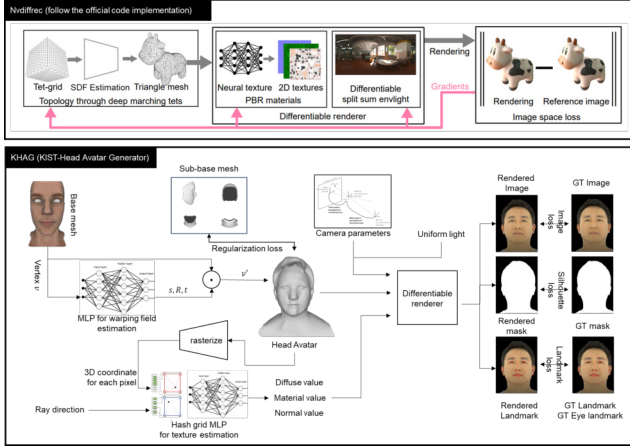 Nvdiffrec (follow the official code implementation)
Tet-grid
SDF Estimation
Triangle mesh
Topology through deep marching tets
Neural texture
2D textures
PBR materials
Differentiable
split sum envlight
Differentiable renderer
Rendering
Gradients
Rendering
Reference image
Image space loss
KHAG (KIST-Head Avatar Generator)
Base mesh
Sub-base mesh
Regularization loss
Camera parameters
Uniform light
Vertex v
MLP for warping field
estimation
s, R, t
v'
Head Avatar
rasterize
3D coordinate
for each pixel
Ray direction
Hash grid MLP
for texture estimation
Diffuse value
Material value
Normal value
Differentiable
renderer
Rendered
Image
GT Image
Image
loss
Rendered
mask
Silhouette
loss
GT mask
Landmark
loss
Rendered
Landmark
GT Landmark
GT Eye landmark